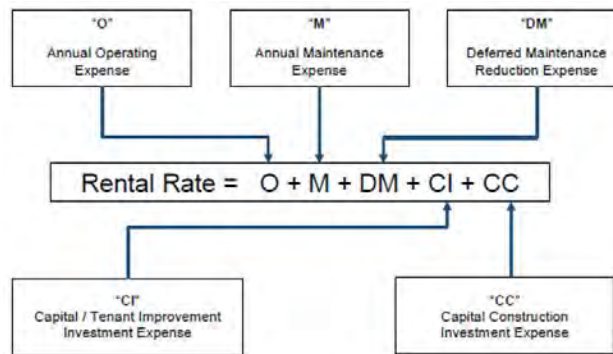 "O"
Annual Operating
Expense
"M"
Annual Maintenance
Expense
"DM"
Deferred Maintenance
Reduction Expense
Rental Rate = O + M + DM + CI + CC
"CI"
Capital / Tenant Improvement
Investment Expense
"CC"
Capital Construction
Investment Expense